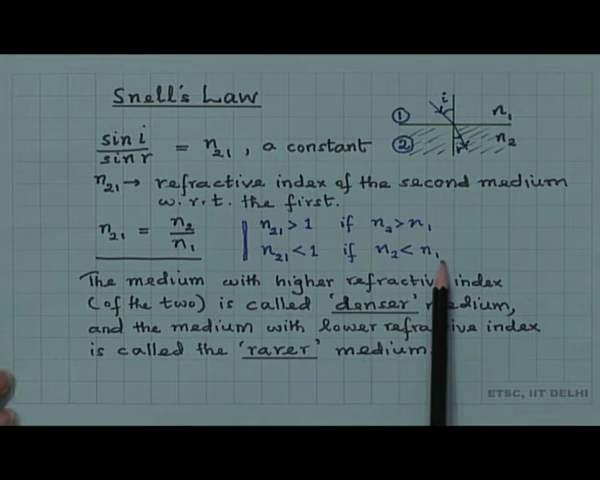 Snell's Law
sin i / sin r = n₂₁, a constant
i
①
②
r
n₁
n₂
n₂₁ → refractive index of the second medium
w.r.t. the first.
n₂₁ = n₂ / n₁
n₂₁ > 1 if n₂ > n₁
n₂₁ < 1 if n₂ < n₁
The medium with higher refractive index
(of the two) is called 'denser' medium,
and the medium with lower refractive index
is called the 'rarer' medium.
ETSC, IIT DELHI